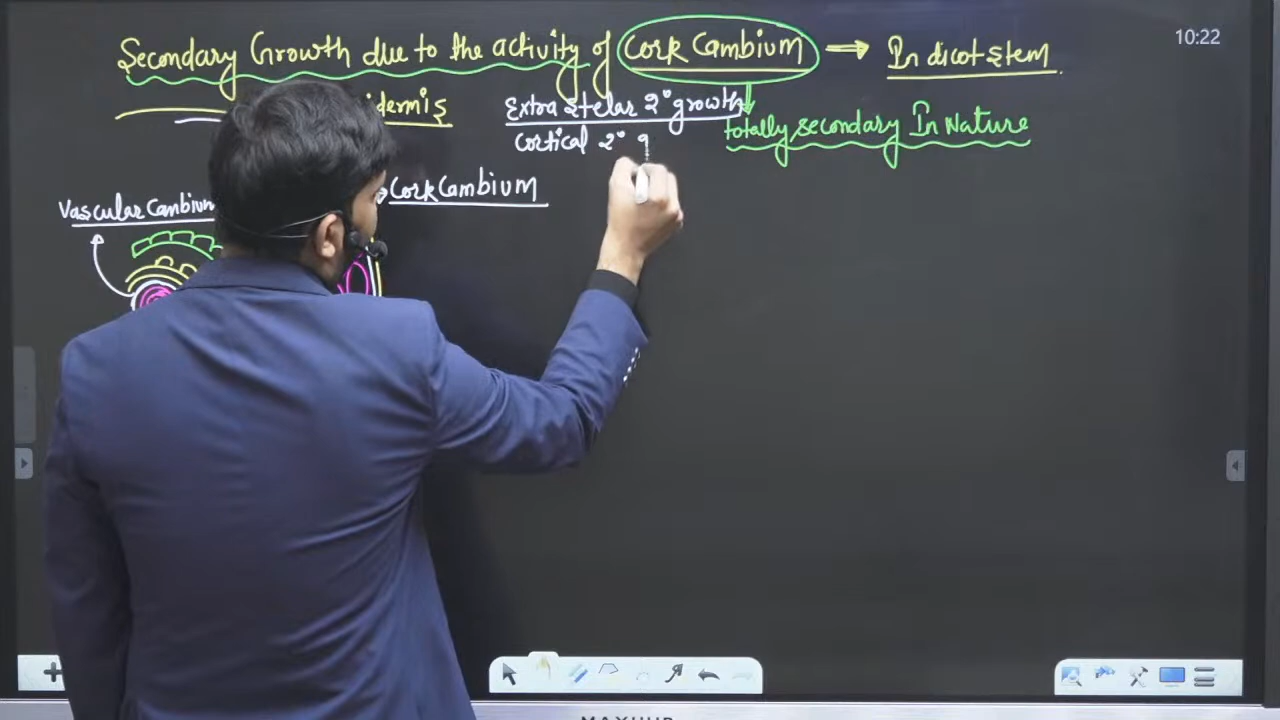 Secondary Growth due to the activity of Cork Cambium → In dicot stem
Extra stelar 2° growth
totally secondary In Nature
cortical 2° g
Cork Cambium
Vascular Cambium
10:22